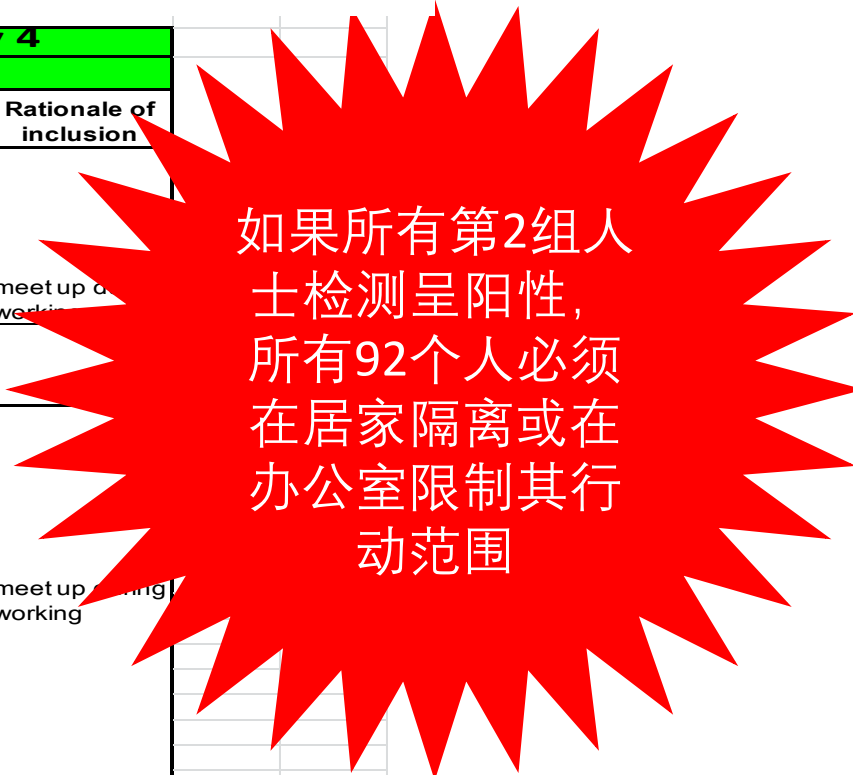 4
Rationale of
inclusion
meet up
working
如果所有第2组人
士检测呈阳性，
所有92个人必须
在居家隔离或在
办公室限制其行
动范围
meet up during
working